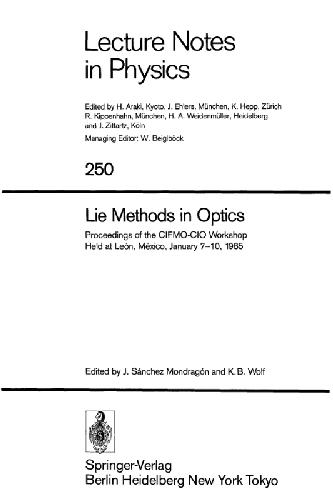 Lecture Notes
in Physics
Edited by H. Araki, Kyoto, J. Ehlers, München, K. Hepp, Zürich
R. Kippenhahn, München, H. A. Weidenmüller, Heidelberg
and J. Zittartz, Köln
Managing Editor: W. Beiglböck
250
Lie Methods in Optics
Proceedings of the CIFMO-CIO Workshop
Held at León, México, January 7–10, 1985
Edited by J. Sánchez Mondragón and K. B. Wolf
Springer-Verlag
Berlin Heidelberg New York Tokyo